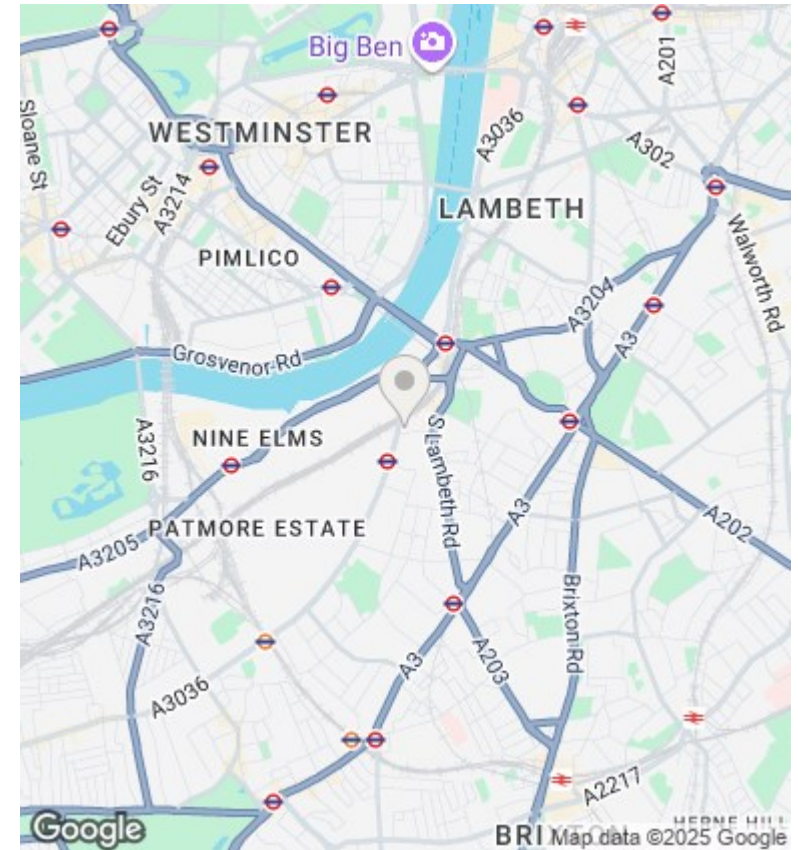 Big Ben
A201
Sloane St
WESTMINSTER
A3036
A302
Ebury St
A3214
LAMBETH
PIMLICO
Walworth Rd
A3204
A3
Grosvenor Rd
NINE ELMS
A3216
S Lambeth Rd
A3
A202
PATMORE ESTATE
A3205
A3216
Brixton Rd
A203
A3
A3036
A2217
HERNE HILL
Google
BRIXTON
Map data ©2025 Google